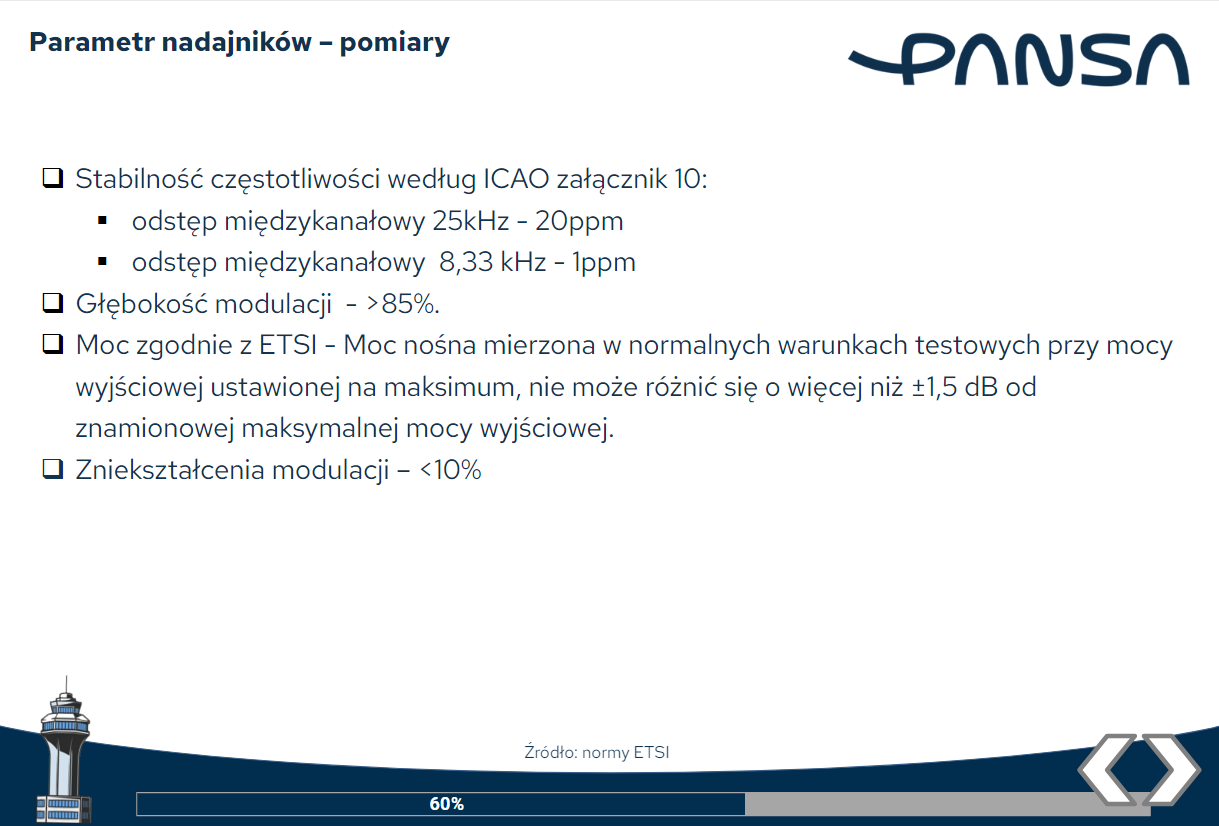 Parametr nadajników – pomiary
PANSA
Stabilność częstotliwości według ICAO załącznik 10:
odstęp międzykanałowy 25kHz - 20ppm
odstęp międzykanałowy  8,33 kHz - 1ppm
Głębokość modulacji  - >85%.
Moc zgodnie z ETSI - Moc nośna mierzona w normalnych warunkach testowych przy mocy
wyjściowej ustawionej na maksimum, nie może różnić się o więcej niż ±1,5 dB od
znamionowej maksymalnej mocy wyjściowej.
Zniekształcenia modulacji – <10%
Źródło: normy ETSI
60%